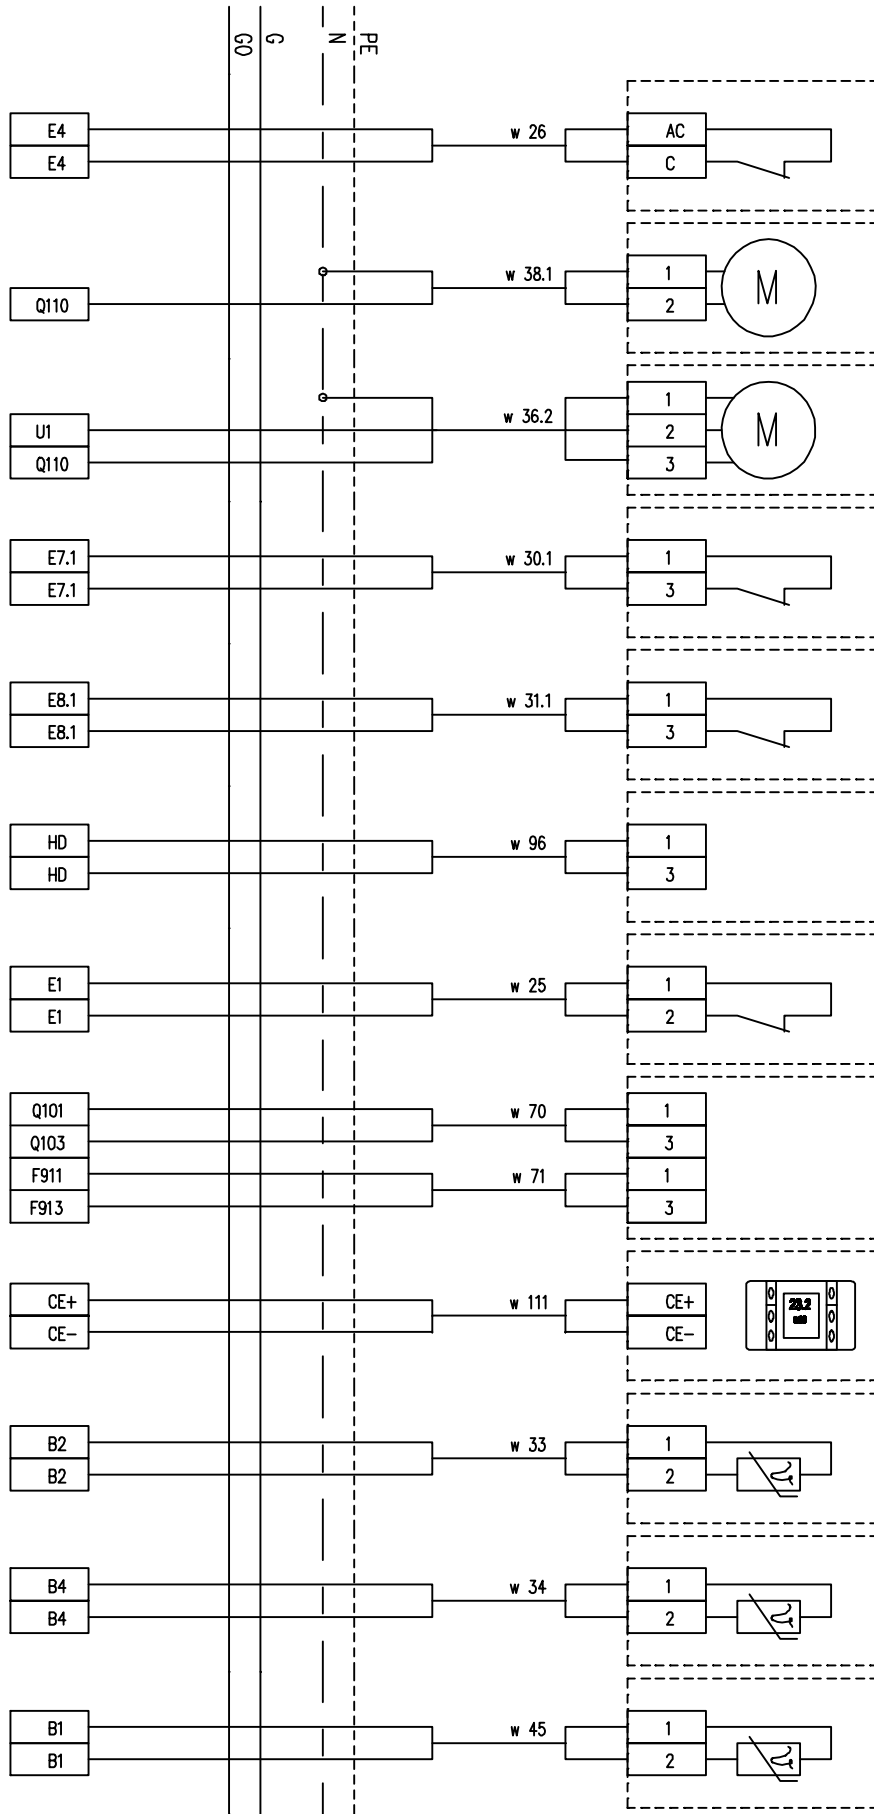 GO G N PE
E4 w 26 AC
E4 C
w 38.1 1 M
Q110 2
w 36.2 1
U1 2 M
Q110 3
E7.1 w 30.1 1
E7.1 3
E8.1 w 31.1 1
E8.1 3
HD w 96 1
HD 3
E1 w 25 1
E1 2
Q101 w 70 1
Q103 3
F911 w 71 1
F913 3
CE+ w 111 CE+ 23.2
CE- CE-
B2 w 33 1
B2 2
B4 w 34 1
B4 2
B1 w 45 1
B1 2